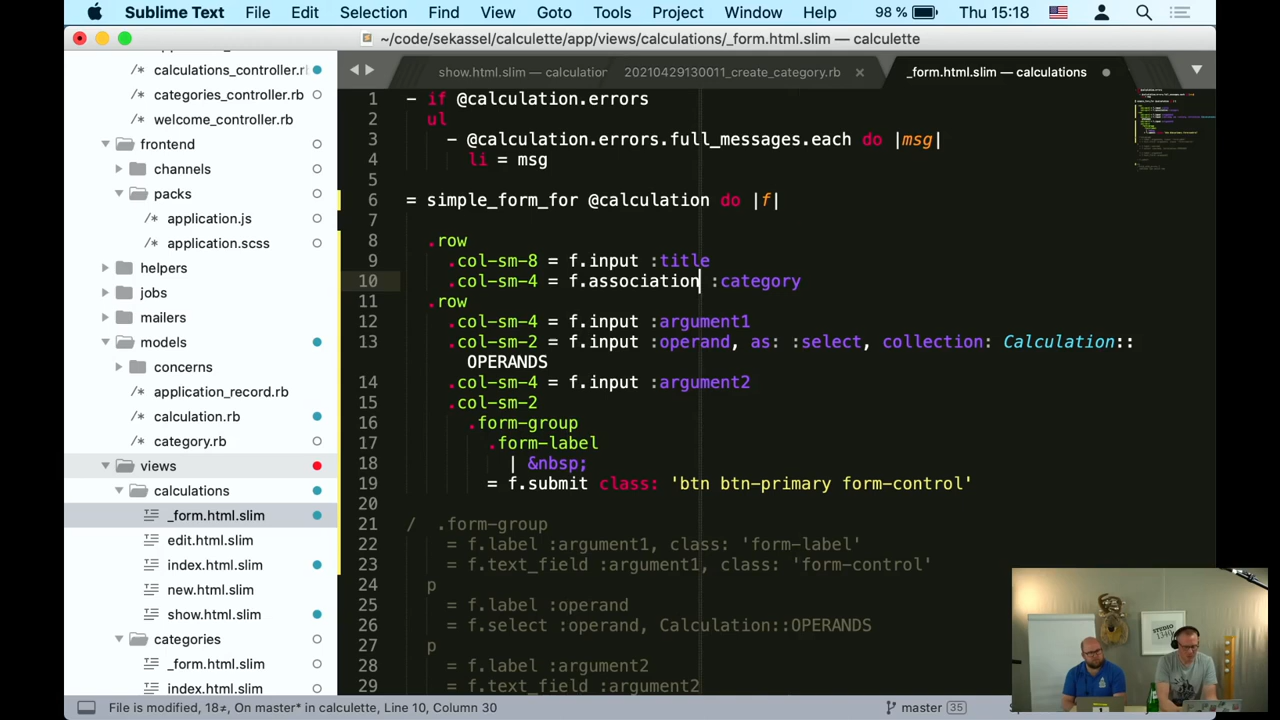 Sublime Text File Edit Selection Find View Goto Tools Project Window Help 98 % Thu 15:18
~/code/sekassel/calculette/app/views/calculations/_form.html.slim — calculette
show.html.slim — calculation 20210429130011_create_category.rb × _form.html.slim — calculations
calculations_controller.r
categories_controller.rb
welcome_controller.rb
frontend
channels
packs
/* application.js
/* application.scss
helpers
jobs
mailers
models
concerns
/* application_record.rb
/* calculation.rb
/* category.rb
views
calculations
_form.html.slim
edit.html.slim
index.html.slim
new.html.slim
show.html.slim
categories
_form.html.slim
index.html.slim
1 - if @calculation.errors
2 ul
3 - @calculation.errors.full_messages.each do |msg|
4 li = msg
5
6 = simple_form_for @calculation do |f|
7
8 .row
9 .col-sm-8 = f.input :title
10 .col-sm-4 = f.association :category
11 .row
12 .col-sm-4 = f.input :argument1
13 .col-sm-2 = f.input :operand, as: :select, collection: Calculation::
OPERANDS
14 .col-sm-4 = f.input :argument2
15 .col-sm-2
16 .form-group
17 .form-label
18 | &nbsp;
19 = f.submit class: 'btn btn-primary form-control'
20
21 / .form-group
22 = f.label :argument1, class: 'form-label'
23 = f.text_field :argument1, class: 'form-control'
24 p
25 = f.label :operand
26 = f.select :operand, Calculation::OPERANDS
27 p
28 = f.label :argument2
29 = f.text_field :argument2
STUDIO
File is modified, 18≠, On master* in calculette, Line 10, Column 30
master 35